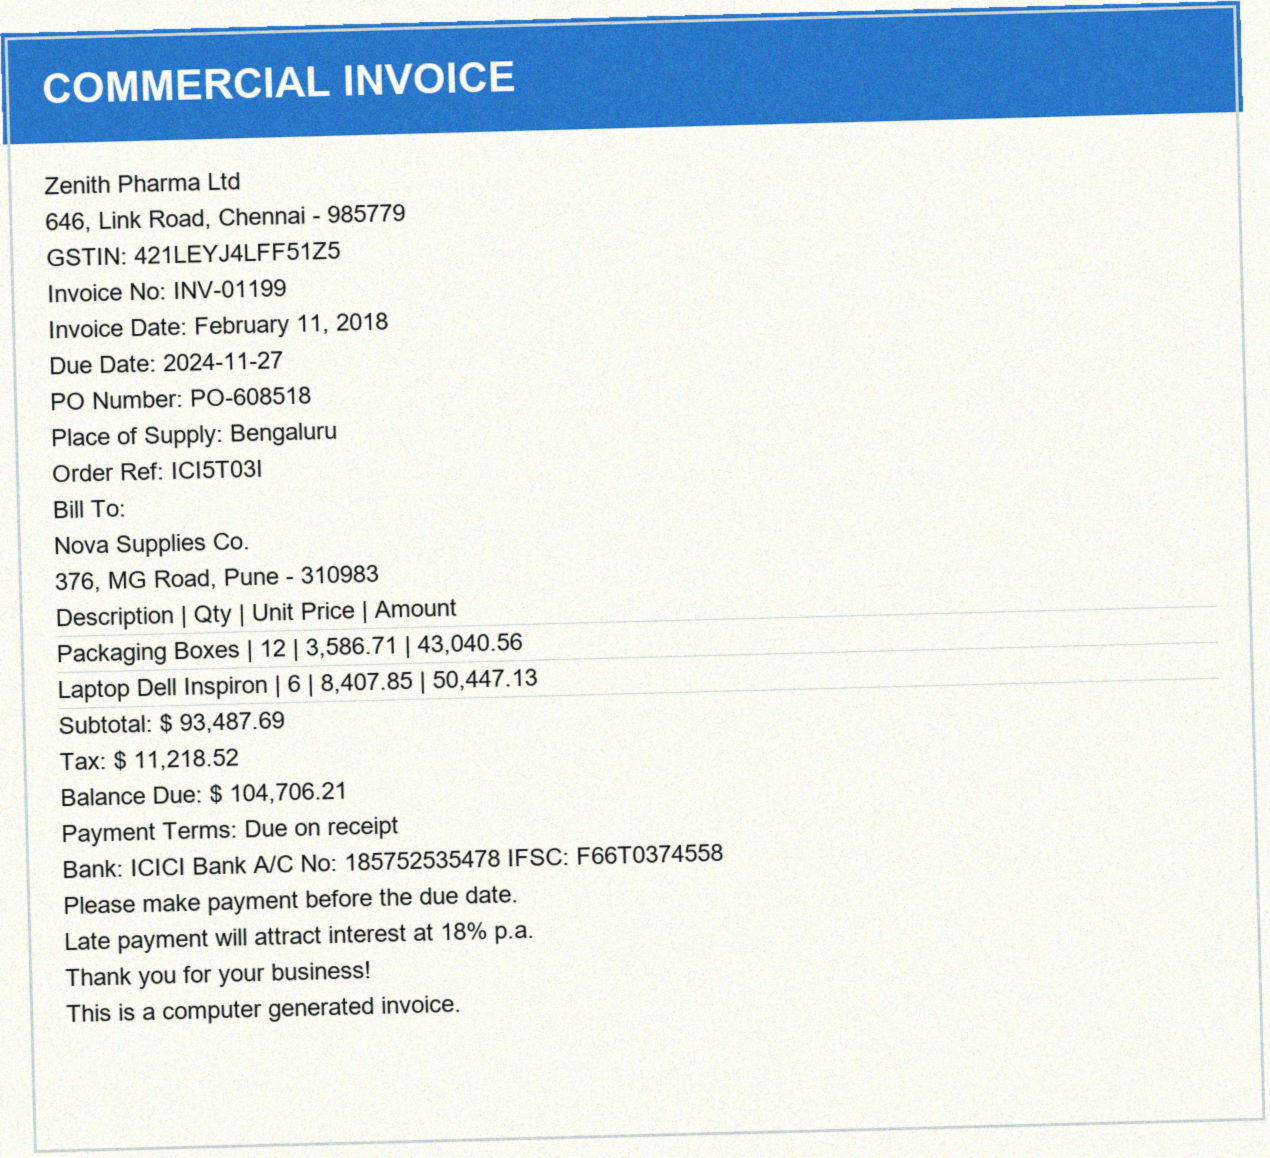 COMMERCIAL INVOICE
Zenith Pharma Ltd
646, Link Road, Chennai - 985779
GSTIN: 421LEYJ4LFF51Z5
Invoice No: INV-01199
Invoice Date: February 11, 2018
Due Date: 2024-11-27
PO Number: PO-608518
Place of Supply: Bengaluru
Order Ref: ICI5T03I
Bill To:
Nova Supplies Co.
376, MG Road, Pune - 310983
Description | Qty | Unit Price | Amount
Packaging Boxes | 12 | 3,586.71 | 43,040.56
Laptop Dell Inspiron | 6 | 8,407.85 | 50,447.13
Subtotal: $ 93,487.69
Tax: $ 11,218.52
Balance Due: $ 104,706.21
Payment Terms: Due on receipt
Bank: ICICI Bank A/C No: 185752535478 IFSC: F66T0374558
Please make payment before the due date.
Late payment will attract interest at 18% p.a.
Thank you for your business!
This is a computer generated invoice.